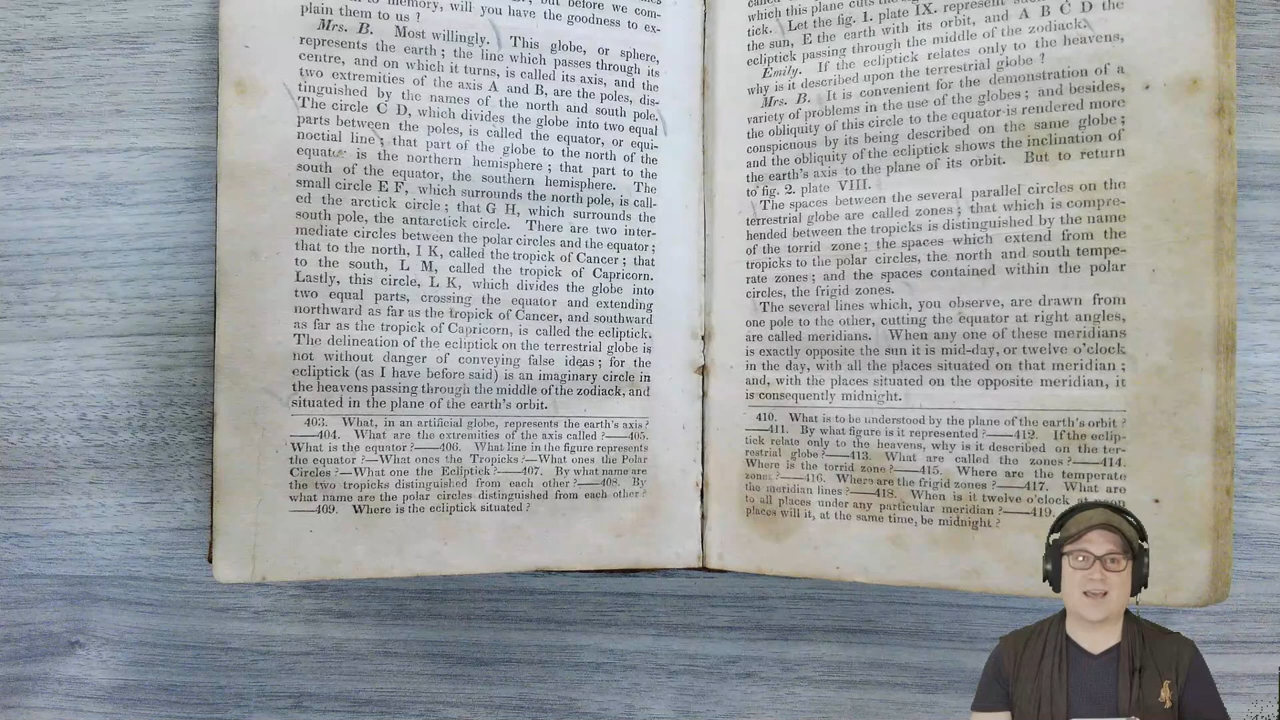 to memory, will you have the goodness to ex-
plain them to us ?
Mrs. B. Most willingly. This globe, or sphere,
represents the earth ; the line which passes through its
centre, and on which it turns, is called its axis, and the
two extremities of the axis A and B, are the poles, dis-
tinguished by the names of the north and south pole.
The circle C D, which divides the globe into two equal
parts between the poles, is called the equator, or equi-
noctial line ; that part of the globe to the north of the
equator is the northern hemisphere ; that part to the
south of the equator, the southern hemisphere. The
small circle E F, which surrounds the north pole, is call-
ed the arctick circle ; that G H, which surrounds the
south pole, the antarctick circle. There are two inter-
mediate circles between the polar circles and the equator ;
that to the north, I K, called the tropick of Cancer ; that
to the south, L M, called the tropick of Capricorn.
Lastly, this circle, L K, which divides the globe into
two equal parts, crossing the equator and extending
northward as far as the tropick of Cancer, and southward
as far as the tropick of Capricorn, is called the ecliptick.
The delineation of the ecliptick on the terrestrial globe is
not without danger of conveying false ideas ; for the
ecliptick (as I have before said) is an imaginary circle in
the heavens passing through the middle of the zodiack, and
situated in the plane of the earth's orbit.
403. What, in an artificial globe, represents the earth's axis ?
—404. What are the extremities of the axis called ?—405.
What is the equator ?—406. What line in the figure represents
the equator ?—What ones the Tropicks ?—What ones the Polar
Circles ?—What one the Ecliptick ?—407. By what name are
the two tropicks distinguished from each other ?—408. By
what name are the polar circles distinguished from each other ?
—409. Where is the ecliptick situated ?
which this plane cuts the
tick. Let the fig. 1. plate IX. represent
the sun, E the earth with its orbit, and A B C D the
ecliptick passing through the middle of the zodiack.
Emily. If the ecliptick relates only to the heavens,
why is it described upon the terrestrial globe ?
Mrs. B. It is convenient for the demonstration of a
variety of problems in the use of the globes ; and besides,
the obliquity of this circle to the equator is rendered more
conspicuous by its being described on the same globe ;
and the obliquity of the ecliptick shows the inclination of
the earth's axis to the plane of its orbit. But to return
to fig. 2. plate VIII.
The spaces between the several parallel circles on the
terrestrial globe are called zones ; that which is compre-
hended between the tropicks is distinguished by the name
of the torrid zone ; the spaces which extend from the
tropicks to the polar circles, the north and south tempe-
rate zones ; and the spaces contained within the polar
circles, the frigid zones.
The several lines which, you observe, are drawn from
one pole to the other, cutting the equator at right angles,
are called meridians. When any one of these meridians
is exactly opposite the sun it is mid-day, or twelve o'clock
in the day, with all the places situated on that meridian ;
and, with the places situated on the opposite meridian, it
is consequently midnight.
410. What is to be understood by the plane of the earth's orbit ?
—411. By what figure is it represented ?—412. If the eclip-
tick relate only to the heavens, why is it described on the ter-
restrial globe ?—413. What are called the zones ?—414.
Where is the torrid zone ?—415. Where are the temperate
zones ?—416. Where are the frigid zones ?—417. What are
the meridian lines ?—418. When is it twelve o'clock at noon
to all places under any particular meridian ?—419.
places will it, at the same time, be midnight ?